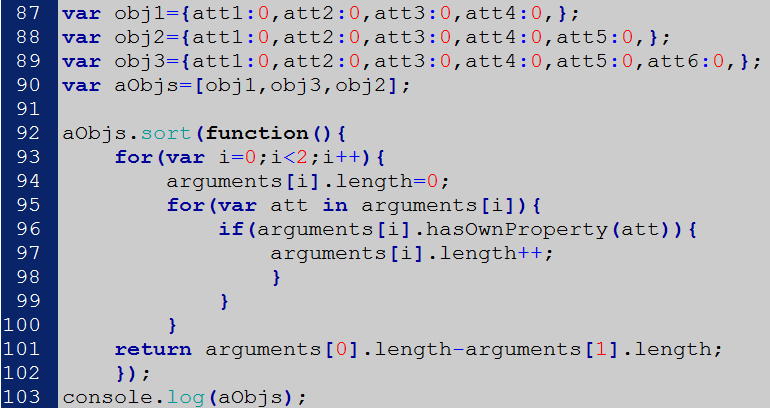 87 var obj1={att1:0,att2:0,att3:0,att4:0,};
88 var obj2={att1:0,att2:0,att3:0,att4:0,att5:0,};
89 var obj3={att1:0,att2:0,att3:0,att4:0,att5:0,att6:0,};
90 var aObjs=[obj1,obj3,obj2];
91
92 aObjs.sort(function(){
93     for(var i=0;i<2;i++){
94         arguments[i].length=0;
95         for(var att in arguments[i]){
96             if(arguments[i].hasOwnProperty(att)){
97                 arguments[i].length++;
98                 }
99             }
100         }
101     return arguments[0].length-arguments[1].length;
102     });
103 console.log(aObjs);